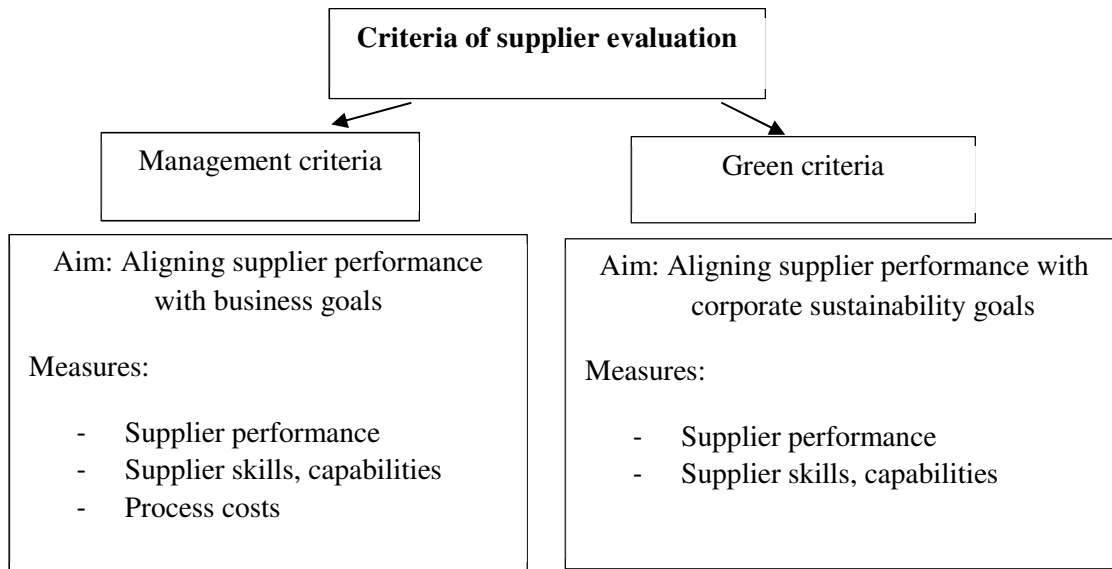 Criteria of supplier evaluation
Management criteria
Green criteria
Aim: Aligning supplier performance
with business goals
Measures:
- Supplier performance
- Supplier skills, capabilities
- Process costs
Aim: Aligning supplier performance with
corporate sustainability goals
Measures:
- Supplier performance
- Supplier skills, capabilities